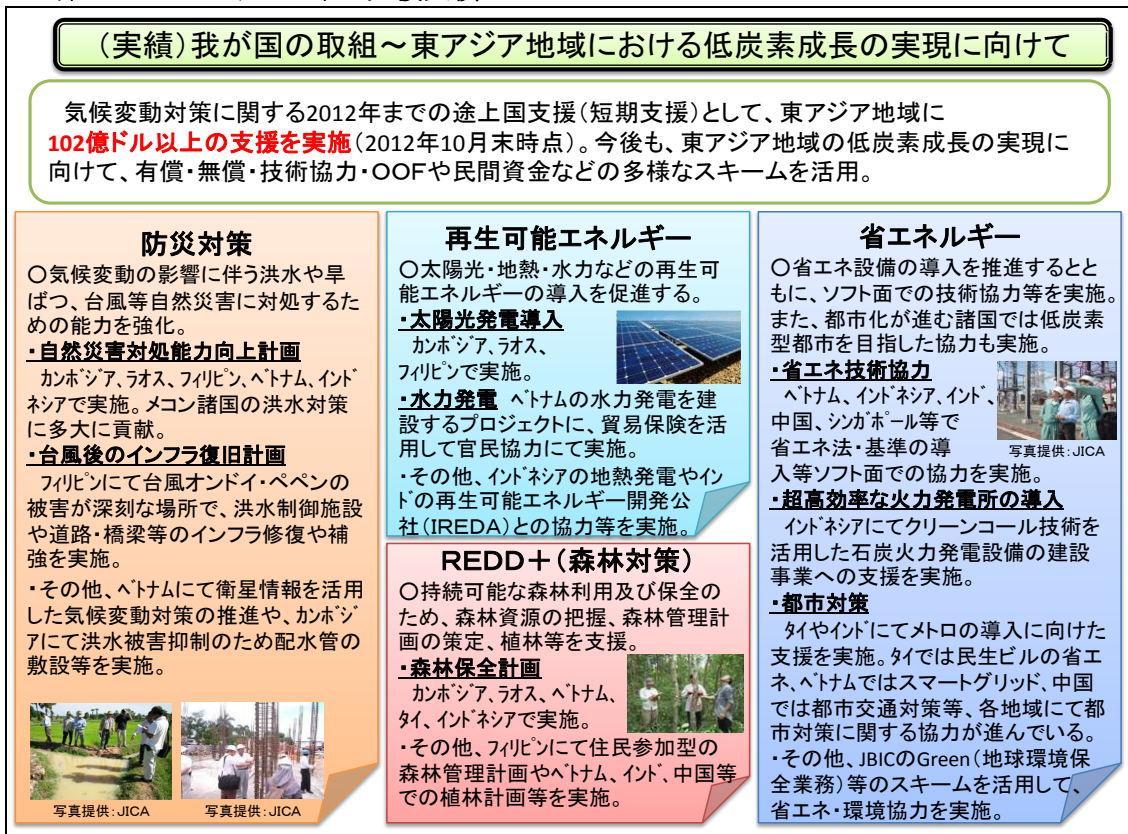 （実績）我が国の取組～東アジア地域における低炭素成長の実現に向けて
気候変動対策に関する2012年までの途上国支援（短期支援）として、東アジア地域に
102億ドル以上の支援を実施（2012年10月末時点）。今後も、東アジア地域の低炭素成長の実現に
向けて、有償・無償・技術協力・ＯＯＦや民間資金などの多様なスキームを活用。
防災対策
○気候変動の影響に伴う洪水や旱
ばつ、台風等自然災害に対処するた
めの能力を強化。
・自然災害対処能力向上計画
ｶﾝﾎﾞｼﾞｱ、ﾗｵｽ、ﾌｨﾘﾋﾟﾝ、ﾍﾞﾄﾅﾑ、ｲﾝﾄﾞ
ﾈｼｱで実施。メコン諸国の洪水対策
に多大に貢献。
・台風後のインフラ復旧計画
ﾌｨﾘﾋﾟﾝにて台風オンドイ・ペペンの
被害が深刻な場所で、洪水制御施設
や道路・橋梁等のインフラ修復や補
強を実施。
・その他、ﾍﾞﾄﾅﾑにて衛星情報を活用
した気候変動対策の推進や、ｶﾝﾎﾞｼﾞ
ｱにて洪水被害抑制のため配水管の
敷設等を実施。
写真提供：JICA
写真提供：JICA
再生可能エネルギー
○太陽光・地熱・水力などの再生可
能エネルギーの導入を促進する。
・太陽光発電導入
ｶﾝﾎﾞｼﾞｱ、ﾗｵｽ、
ﾌｨﾘﾋﾟﾝで実施。
・水力発電　ﾍﾞﾄﾅﾑの水力発電を建
設するプロジェクトに、貿易保険を活
用して官民協力にて実施。
・その他、ｲﾝﾄﾞﾈｼｱの地熱発電やｲﾝ
ﾄﾞの再生可能エネルギー開発公
社（ＩＲＥＤＡ）との協力等を実施。
ＲＥＤＤ＋（森林対策）
○持続可能な森林利用及び保全の
ため、森林資源の把握、森林管理計
画の策定、植林等を支援。
・森林保全計画
ｶﾝﾎﾞｼﾞｱ、ﾗｵｽ、ﾍﾞﾄﾅﾑ、
ﾀｲ、ｲﾝﾄﾞﾈｼｱで実施。
・その他、ﾌｨﾘﾋﾟﾝにて住民参加型の
森林管理計画やﾍﾞﾄﾅﾑ、ｲﾝﾄﾞ、中国等
での植林計画等を実施。
省エネルギー
○省エネ設備の導入を推進するとと
もに、ソフト面での技術協力等を実施。
また、都市化が進む諸国では低炭素
型都市を目指した協力も実施。
・省エネ技術協力
ﾍﾞﾄﾅﾑ、ｲﾝﾄﾞﾈｼｱ、ｲﾝﾄﾞ、
中国、ｼﾝｶﾞﾎﾟｰﾙ等で
省エネ法・基準の導
入等ソフト面での協力を実施。
写真提供：JICA
・超高効率な火力発電所の導入
ｲﾝﾄﾞﾈｼｱにてクリーンコール技術を
活用した石炭火力発電設備の建設
事業への支援を実施。
・都市対策
ﾀｲやｲﾝﾄﾞにてメトロの導入に向けた
支援を実施。ﾀｲでは民生ビルの省エ
ネ、ﾍﾞﾄﾅﾑではスマートグリッド、中国
では都市交通対策等、各地域にて都
市対策に関する協力が進んでいる。
・その他、JBICのGreen（地球環境保
全業務）等のスキームを活用して、
省エネ・環境協力を実施。